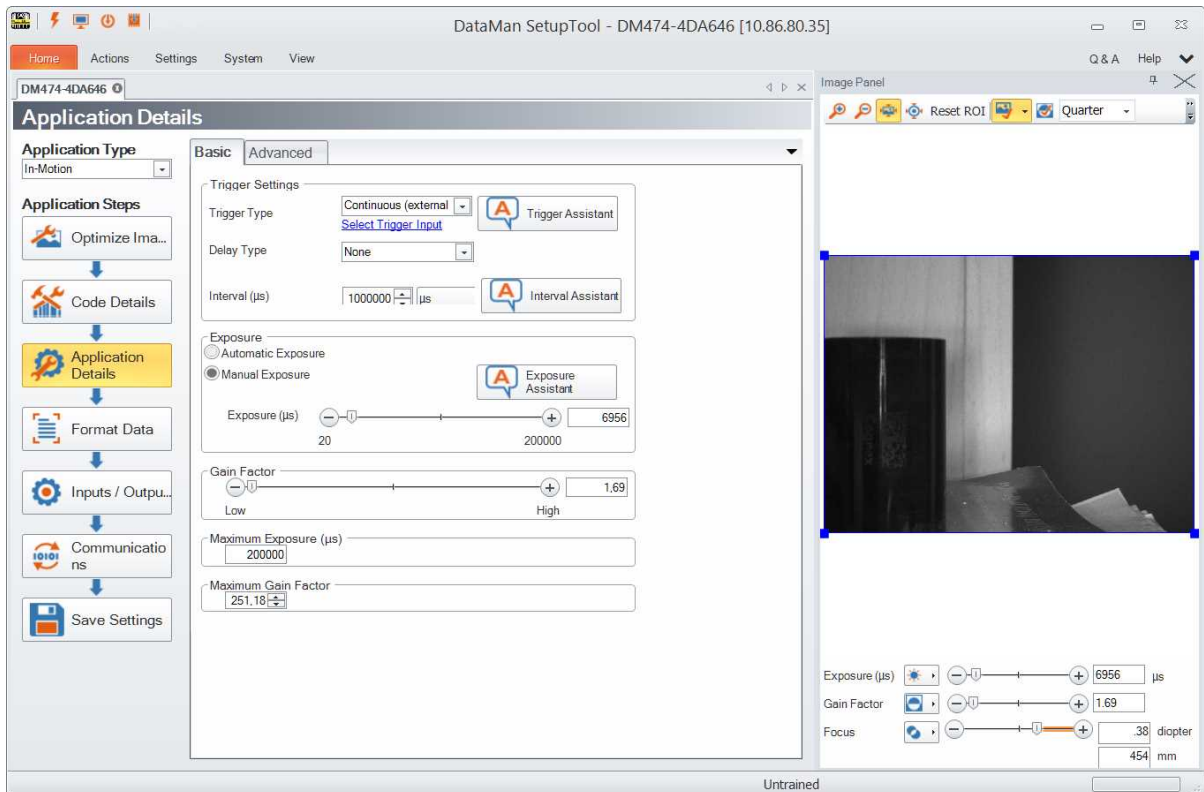 DataMan SetupTool - DM474-4DA646 [10.86.80.35]
Home Actions Settings System View Q & A Help
DM474-4DA646
Application Details
Application Type
In-Motion
Application Steps
Optimize Ima...
Code Details
Application
Details
Format Data
Inputs / Outpu...
Communicatio
ns
Save Settings
Basic Advanced
Trigger Settings
Trigger Type Continuous (external Trigger Assistant
Select Trigger Input
Delay Type None
Interval (µs) 1000000 µs Interval Assistant
Exposure
Automatic Exposure
Manual Exposure Exposure
Assistant
Exposure (µs) 6956
20 200000
Gain Factor
1,69
Low High
Maximum Exposure (µs)
200000
Maximum Gain Factor
251,18
Image Panel
Reset ROI Quarter
Exposure (µs) 6956 µs
Gain Factor 1.69
Focus .38 diopter
454 mm
Untrained